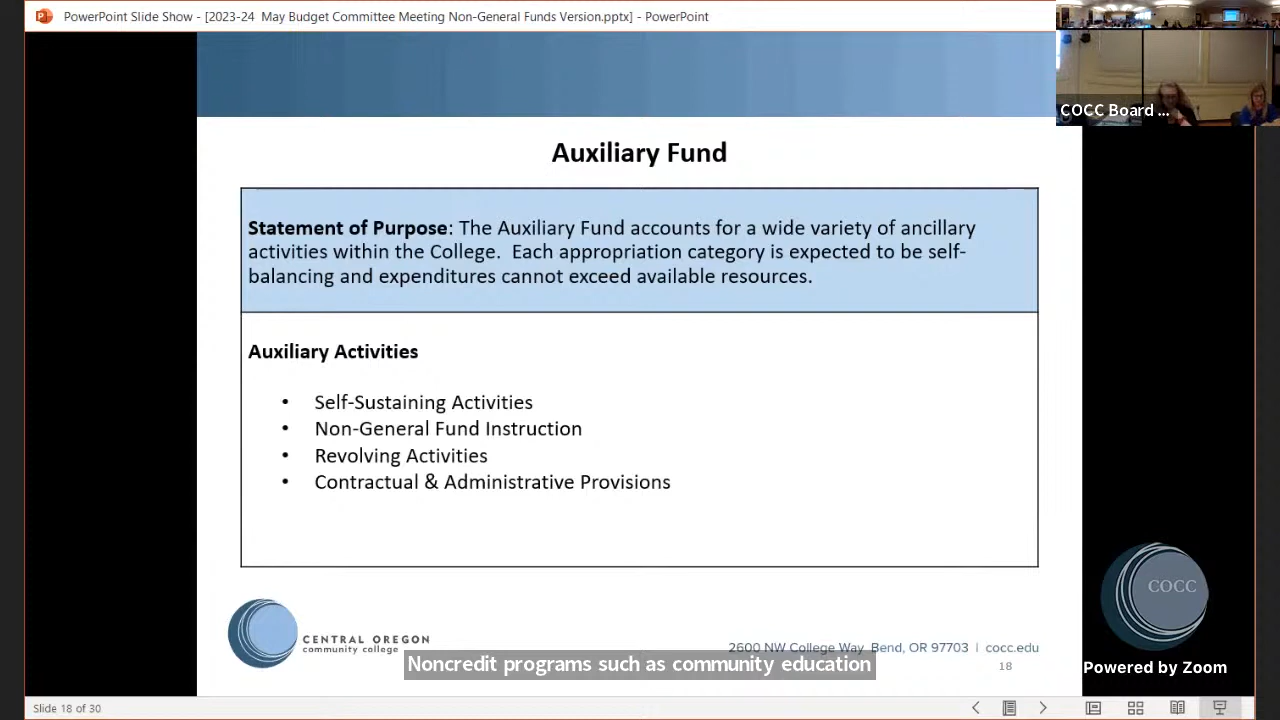 PowerPoint Slide Show - [2023-24  May Budget Committee Meeting Non-General Funds Version.pptx] - PowerPoint
COCC Board ...
Auxiliary Fund
Statement of Purpose: The Auxiliary Fund accounts for a wide variety of ancillary
activities within the College.  Each appropriation category is expected to be self-
balancing and expenditures cannot exceed available resources.
Auxiliary Activities
• Self-Sustaining Activities
• Non-General Fund Instruction
• Revolving Activities
• Contractual & Administrative Provisions
COCC
CENTRAL OREGON
community college
2600 NW College Way  Bend, OR 97703 | cocc.edu
Noncredit programs such as community education
18
Powered by Zoom
Slide 18 of 30